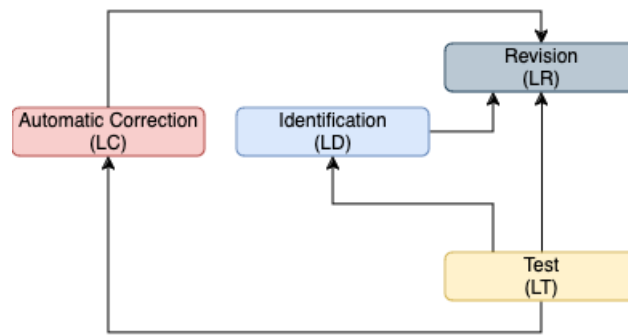 Revision
(LR)
Automatic Correction
(LC)
Identification
(LD)
Test
(LT)